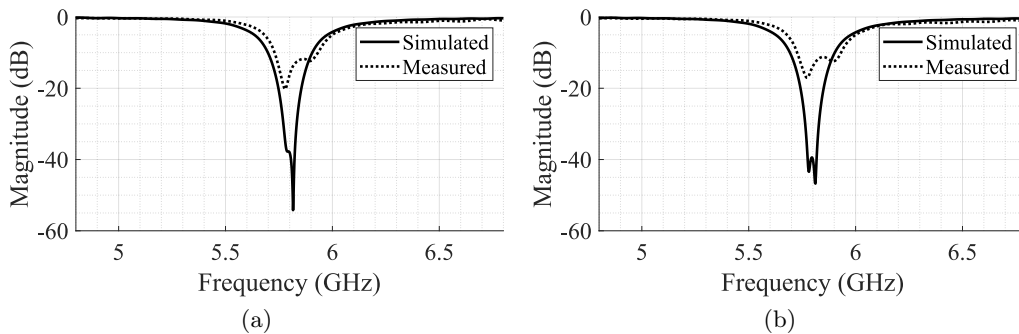 0
-20
-40
-60
Magnitude (dB)
Simulated
Measured
5
5.5
6
6.5
Frequency (GHz)
(a)
0
-20
-40
-60
Magnitude (dB)
Simulated
Measured
5
5.5
6
6.5
Frequency (GHz)
(b)